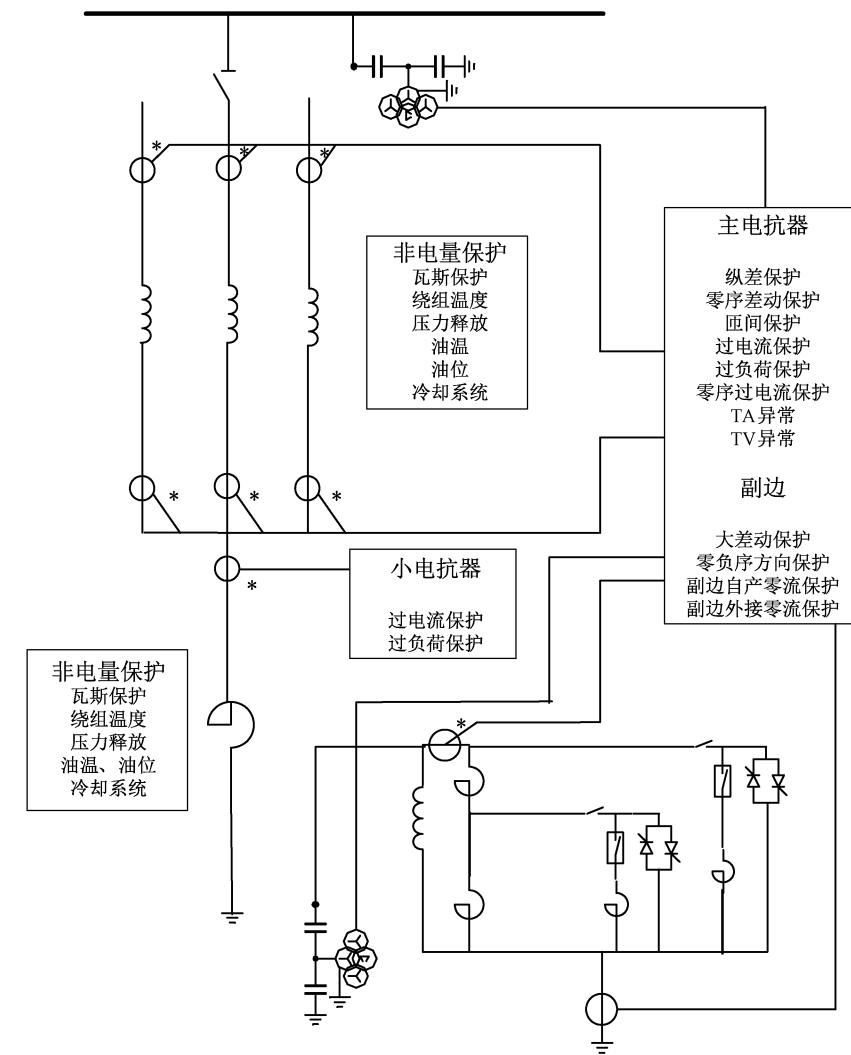 主电抗器
纵差保护
零序差动保护
匝间保护
过电流保护
过负荷保护
零序过电流保护
TA异常
TV异常
副边
大差动保护
零负序方向保护
副边自产零流保护
副边外接零流保护
非电量保护
瓦斯保护
绕组温度
压力释放
油温
油位
冷却系统
小电抗器
过电流保护
过负荷保护
非电量保护
瓦斯保护
绕组温度
压力释放
油温、油位
冷却系统